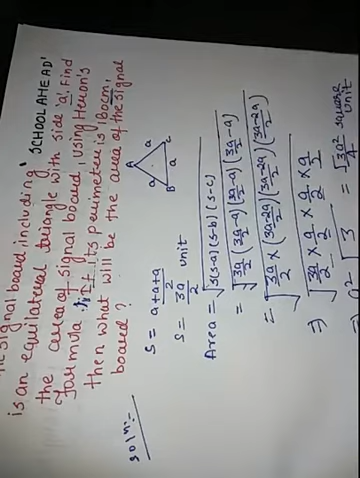 signal board including 'SCHOOL AHEAD'
is an equilateral triangle with side 'a'. Find
the area of signal board, using Heron's
formula. If its perimeter is 180cm,
then what will be the area of the signal
board?
Soln:-
A
a a
B a C
S = a+a+a / 2
S = 3a/2 unit
Area = √s(s-a)(s-b)(s-c)
= √3a/2 (3a/2 - a) (3a/2 - a) (3a/2 - a)
= √3a/2 × (3a-2a/2) (3a-2a/2) (3a-2a/2)
⇒ √3a/2 × a/2 × a/2 × a/2
⇒ a² √3 = √3a²/4 square unit